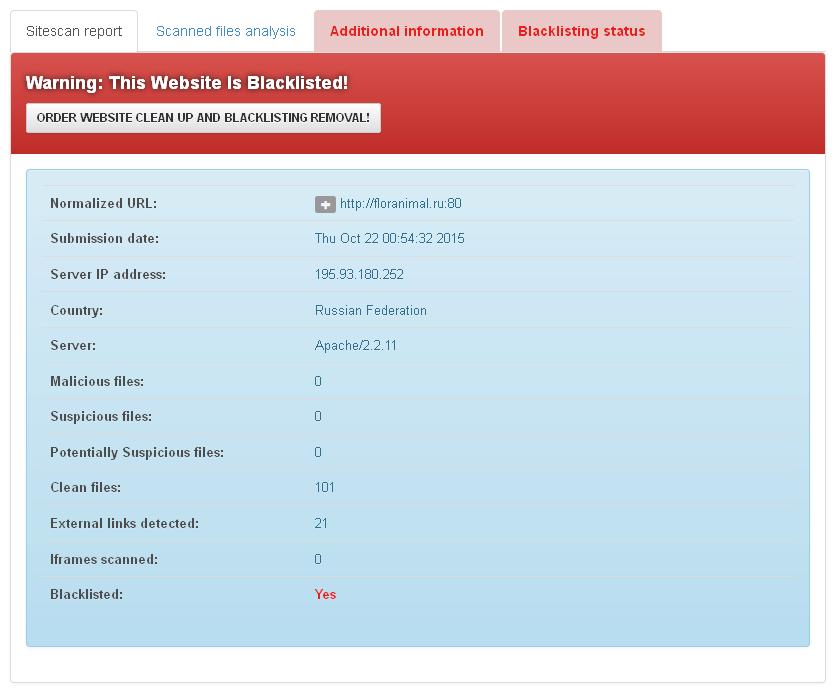 Sitescan report Scanned files analysis Additional information Blacklisting status
Warning: This Website Is Blacklisted!
ORDER WEBSITE CLEAN UP AND BLACKLISTING REMOVAL!
Normalized URL: http://floranimal.ru:80
Submission date: Thu Oct 22 00:54:32 2015
Server IP address: 195.93.180.252
Country: Russian Federation
Server: Apache/2.2.11
Malicious files: 0
Suspicious files: 0
Potentially Suspicious files: 0
Clean files: 101
External links detected: 21
Iframes scanned: 0
Blacklisted: Yes